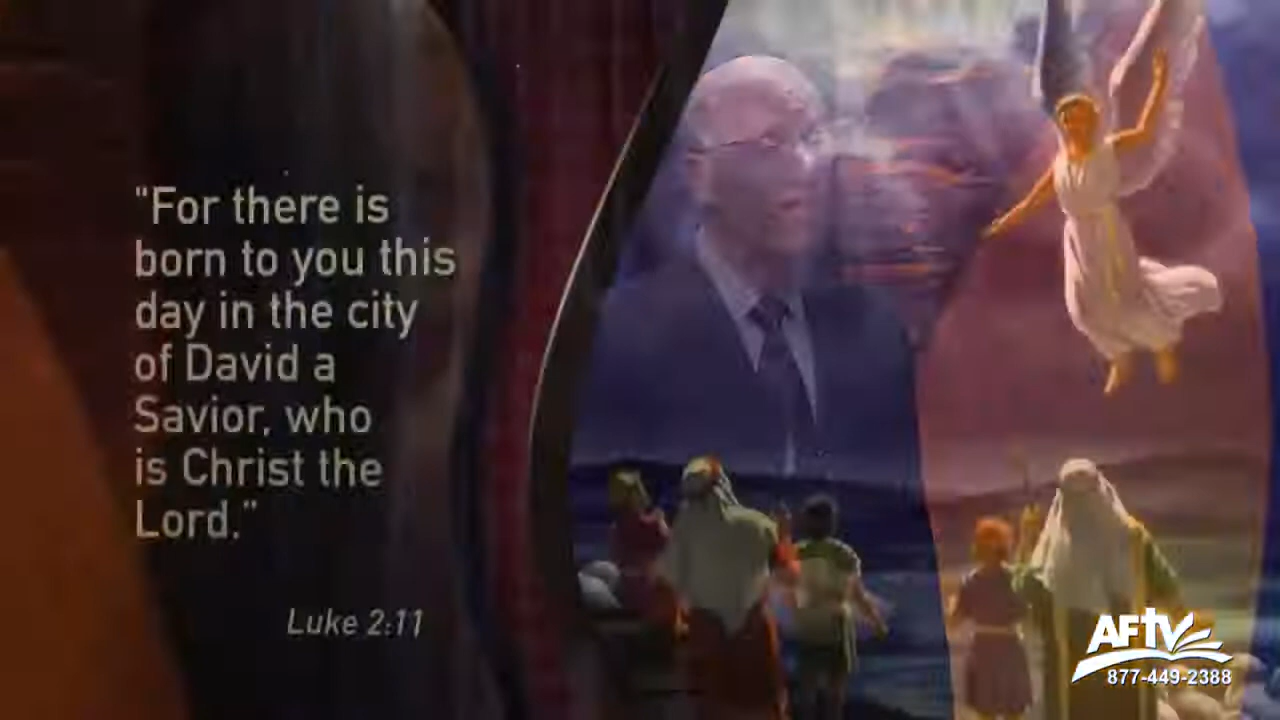 “For there is
born to you this
day in the city
of David a
Savior, who
is Christ the
Lord.”
Luke 2:11
AFTV
877-449-2388